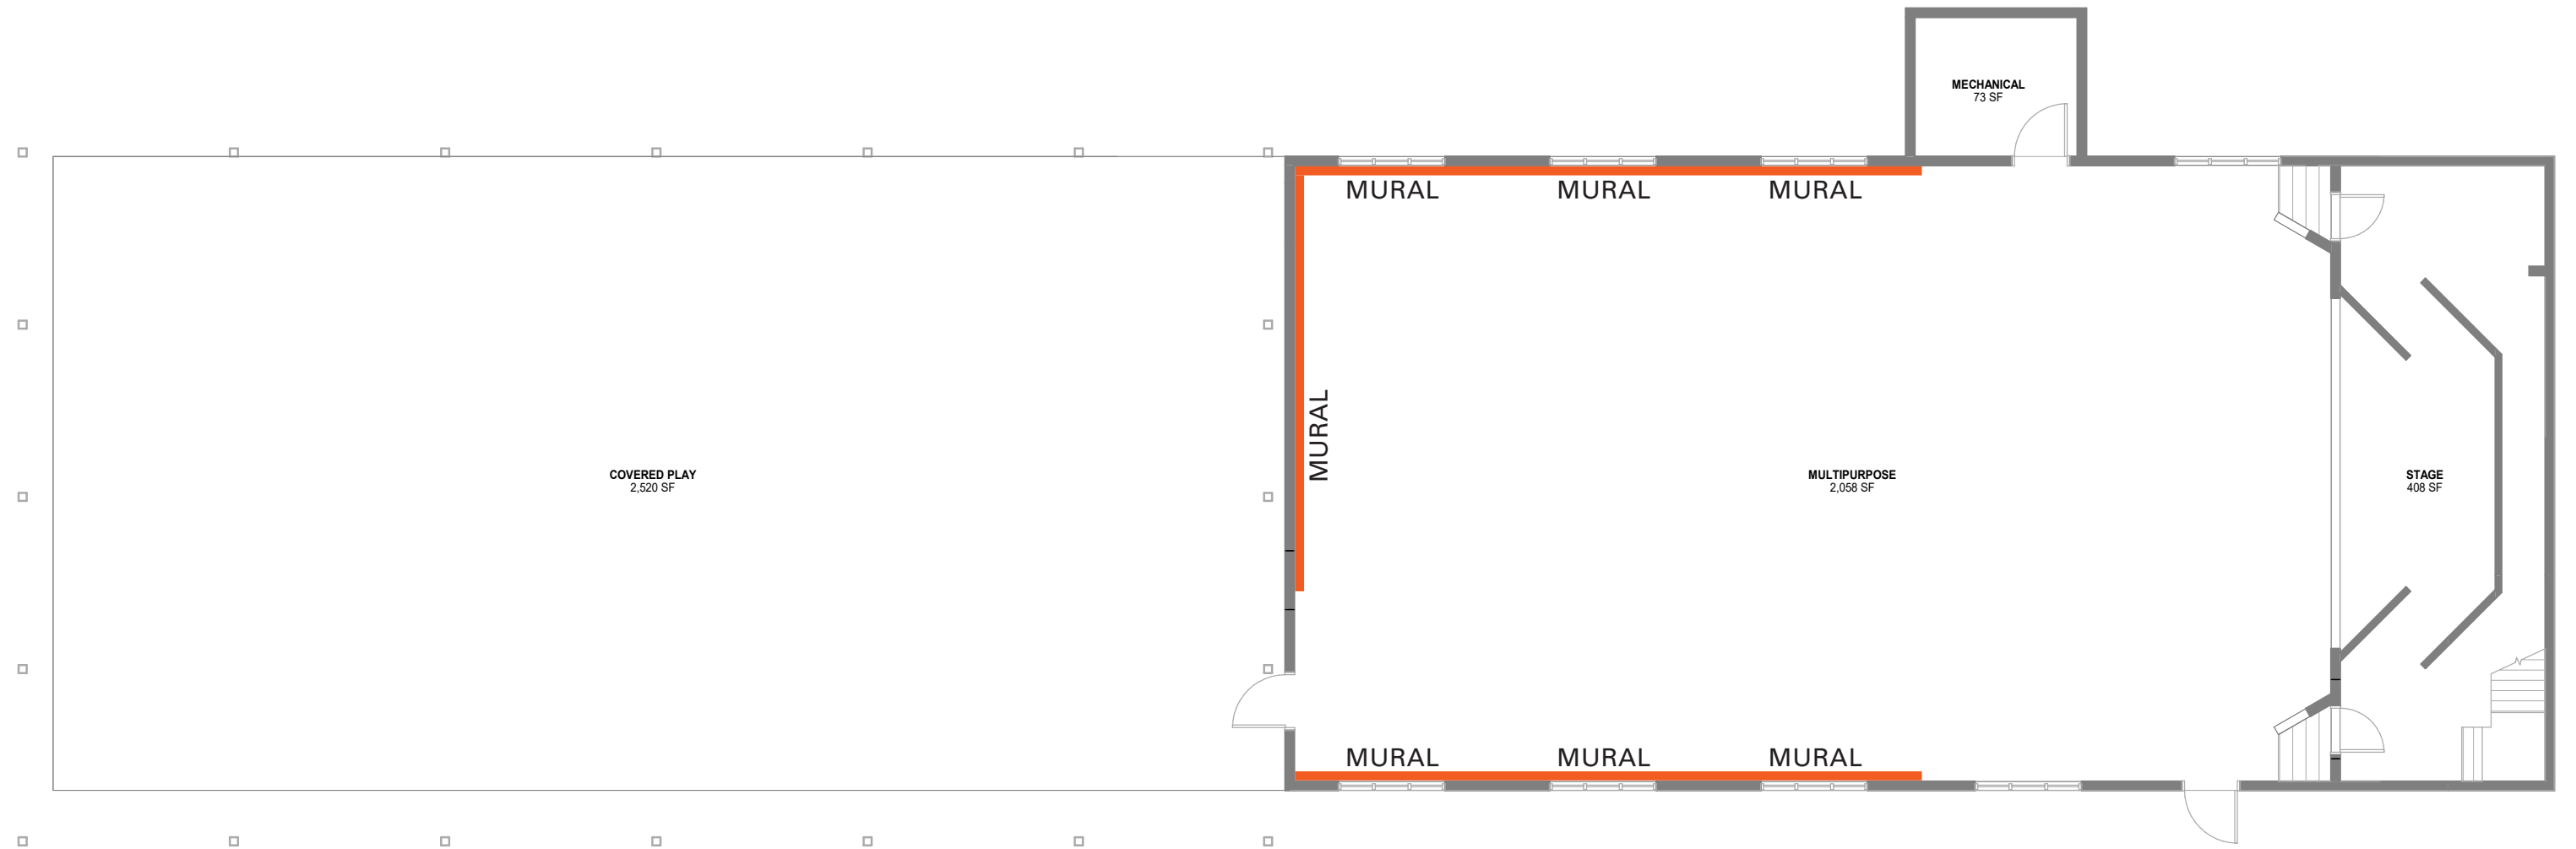 MECHANICAL
73 SF
MURAL
MURAL
MURAL
MURAL
COVERED PLAY
2,520 SF
MULTIPURPOSE
2,058 SF
STAGE
408 SF
MURAL
MURAL
MURAL